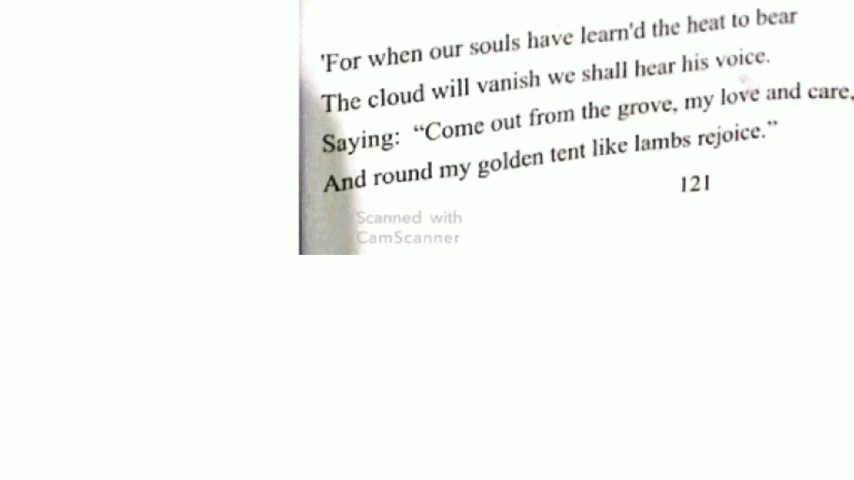 'For when our souls have learn'd the heat to bear
The cloud will vanish we shall hear his voice.
Saying: “Come out from the grove, my love and care,
And round my golden tent like lambs rejoice.”
121
Scanned with
CamScanner